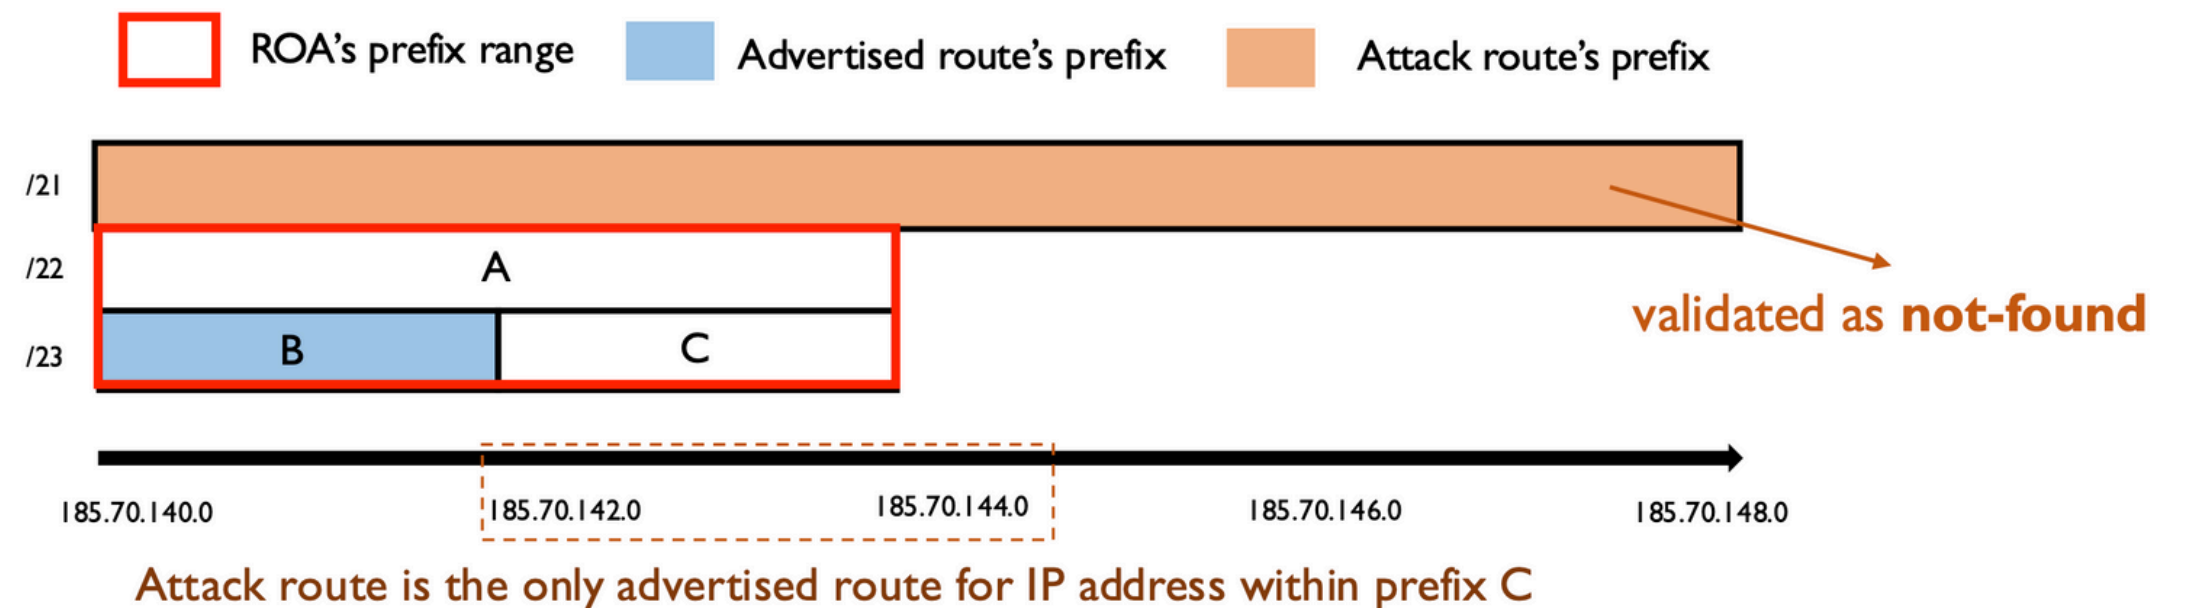 ROA's prefix range
Advertised route's prefix
Attack route's prefix
/21
/22
A
/23
B
C
validated as not-found
185.70.140.0
185.70.142.0
185.70.144.0
185.70.146.0
185.70.148.0
Attack route is the only advertised route for IP address within prefix C